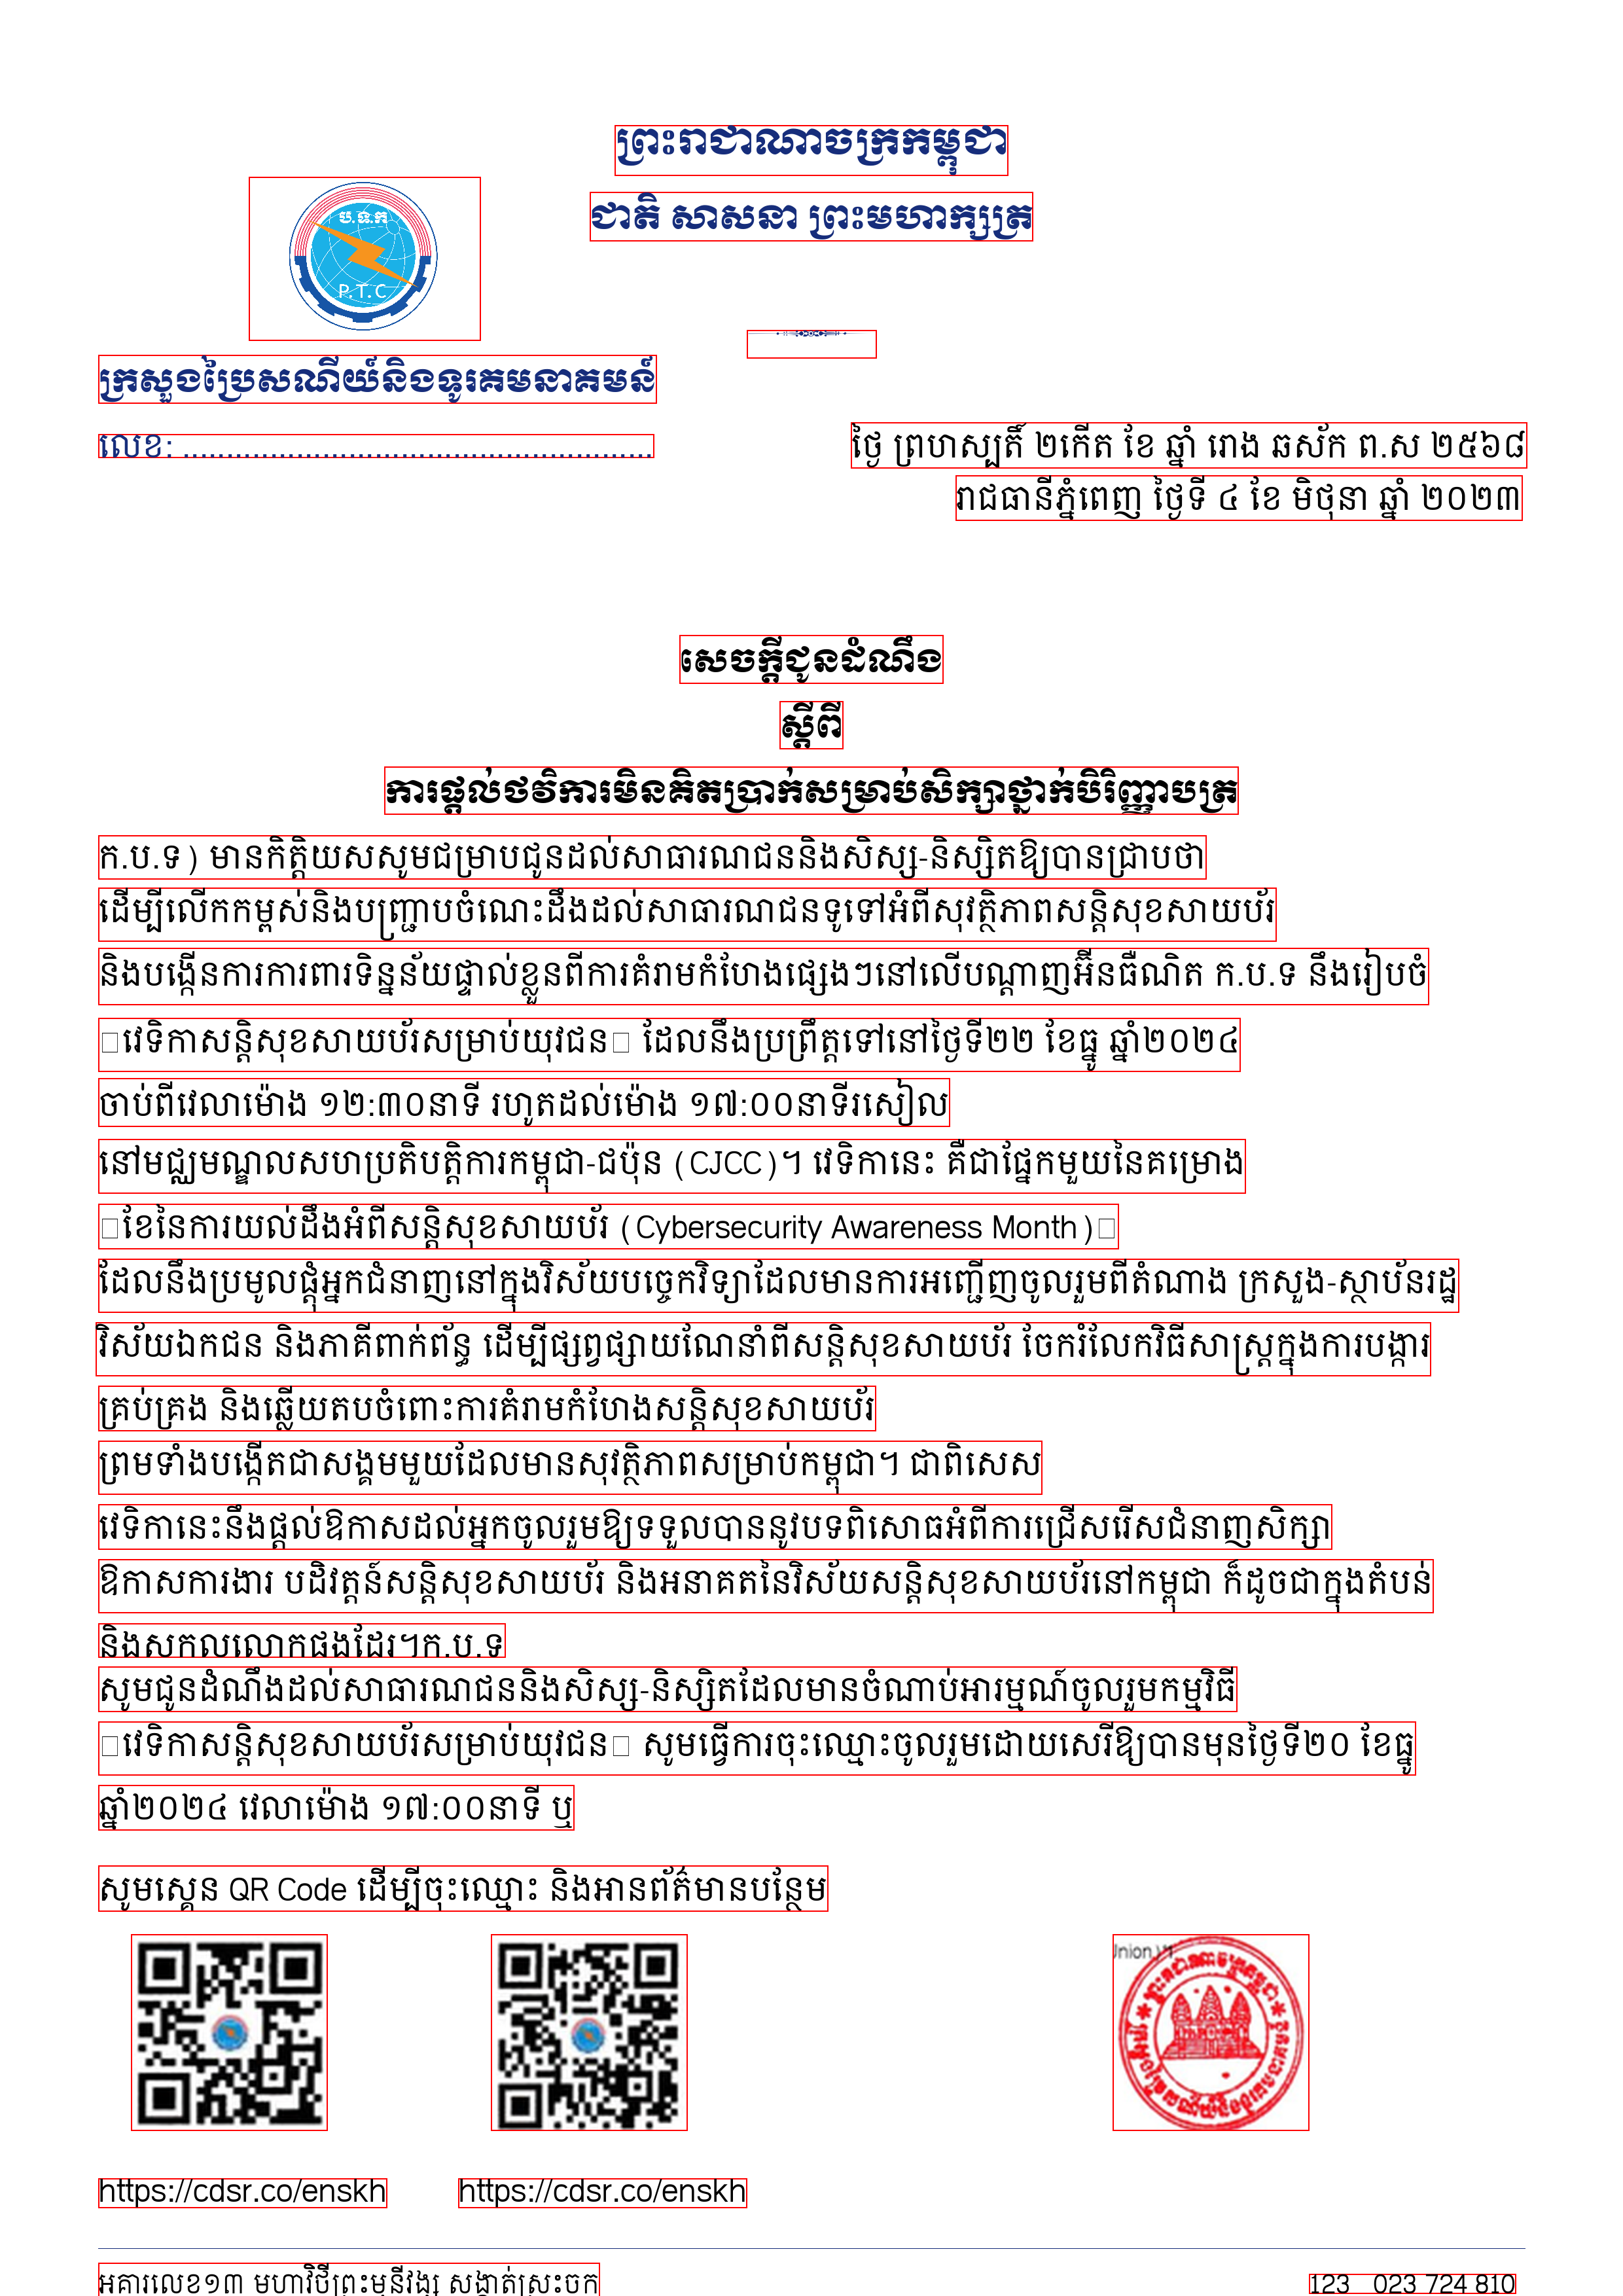 ព្រះរាជាណាចក្រកម្ពុជា
ជាតិ សាសនា ព្រះមហាក្សត្រ
ប.ទ.ក
P.T.C
ក្រសួងប្រៃសណីយ៍និងទូរគមនាគមន៍
លេខ: ......................................................
ថ្ងៃ ព្រហស្បតិ៍ ២កើត ខែ ឆ្នាំ រោង ឆស័ក ព.ស ២៥៦៨
រាជធានីភ្នំពេញ ថ្ងៃទី ៤ ខែ មិថុនា ឆ្នាំ ២០២៣
សេចក្តីជូនដំណឹង
ស្តីពី
ការផ្តល់ថវិការមិនគិតប្រាក់សម្រាប់សិក្សាថ្នាក់បិរិញ្ញាបត្រ
ក.ប.ទ) មានកិត្តិយសសូមជម្រាបជូនដល់សាធារណជននិងសិស្ស-និស្សិតឱ្យបានជ្រាបថា
ដើម្បីលើកកម្ពស់និងបញ្ជ្រាបចំណេះដឹងដល់សាធារណជនទូទៅអំពីសុវត្ថិភាពសន្តិសុខសាយប័រ
និងបង្កើនការការពារទិន្នន័យផ្ទាល់ខ្លួនពីការគំរាមកំហែងផ្សេងៗនៅលើបណ្តាញអ៊ីនធឺណិត ក.ប.ទ នឹងរៀបចំ
វេទិកាសន្តិសុខសាយប័រសម្រាប់យុវជន ដែលនឹងប្រព្រឹត្តទៅនៅថ្ងៃទី២២ ខែធ្នូ ឆ្នាំ២០២៤
ចាប់ពីវេលាម៉ោង ១២:៣០នាទី រហូតដល់ម៉ោង ១៧:០០នាទីរសៀល
នៅមជ្ឈមណ្ឌលសហប្រតិបត្តិការកម្ពុជា-ជប៉ុន (CJCC)។ វេទិកានេះ គឺជាផ្នែកមួយនៃគម្រោង
ខែនៃការយល់ដឹងអំពីសន្តិសុខសាយប័រ (Cybersecurity Awareness Month)
ដែលនឹងប្រមូលផ្តុំអ្នកជំនាញនៅក្នុងវិស័យបច្ចេកវិទ្យាដែលមានការអញ្ជើញចូលរួមពីតំណាង ក្រសួង-ស្ថាប័នរដ្ឋ
វិស័យឯកជន និងភាគីពាក់ព័ន្ធ ដើម្បីផ្សព្វផ្សាយណែនាំពីសន្តិសុខសាយប័រ ចែករំលែកវិធីសាស្ត្រក្នុងការបង្ការ
គ្រប់គ្រង និងឆ្លើយតបចំពោះការគំរាមកំហែងសន្តិសុខសាយប័រ
ព្រមទាំងបង្កើតជាសង្គមមួយដែលមានសុវត្ថិភាពសម្រាប់កម្ពុជា។ ជាពិសេស
វេទិកានេះនឹងផ្តល់ឱកាសដល់អ្នកចូលរួមឱ្យទទួលបាននូវបទពិសោធអំពីការជ្រើសរើសជំនាញសិក្សា
ឱកាសការងារ បដិវត្តន៍សន្តិសុខសាយប័រ និងអនាគតនៃវិស័យសន្តិសុខសាយប័រនៅកម្ពុជា ក៏ដូចជាក្នុងតំបន់
និងសកលលោកផងដែរ។ក.ប.ទ
សូមជូនដំណឹងដល់សាធារណជននិងសិស្ស-និស្សិតដែលមានចំណាប់អារម្មណ៍ចូលរួមកម្មវិធី
វេទិកាសន្តិសុខសាយប័រសម្រាប់យុវជន សូមធ្វើការចុះឈ្មោះចូលរួមដោយសេរីឱ្យបានមុនថ្ងៃទី២០ ខែធ្នូ
ឆ្នាំ២០២៤ វេលាម៉ោង ១៧:០០នាទី ឬ
សូមស្គេន QR Code ដើម្បីចុះឈ្មោះ និងអានព័ត៌មានបន្ថែម
https://cdsr.co/enskh https://cdsr.co/enskh
អគារលេខ១៣ មហាវិថីព្រះមុនីវង្ស សង្កាត់ស្រះចក
123 023 724 810